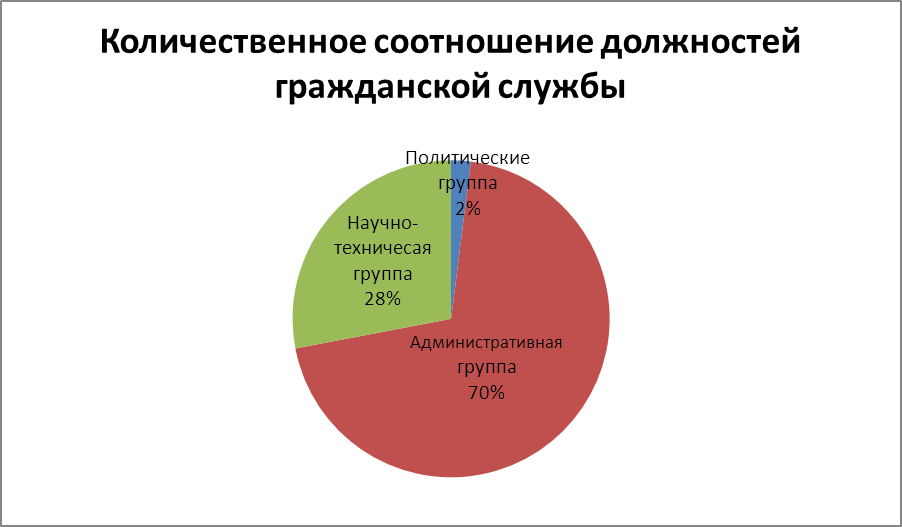 Количественное соотношение должностей
гражданской службы
Политические
группа
2%
Научно-
техничесая
группа
28%
Административная
группа
70%